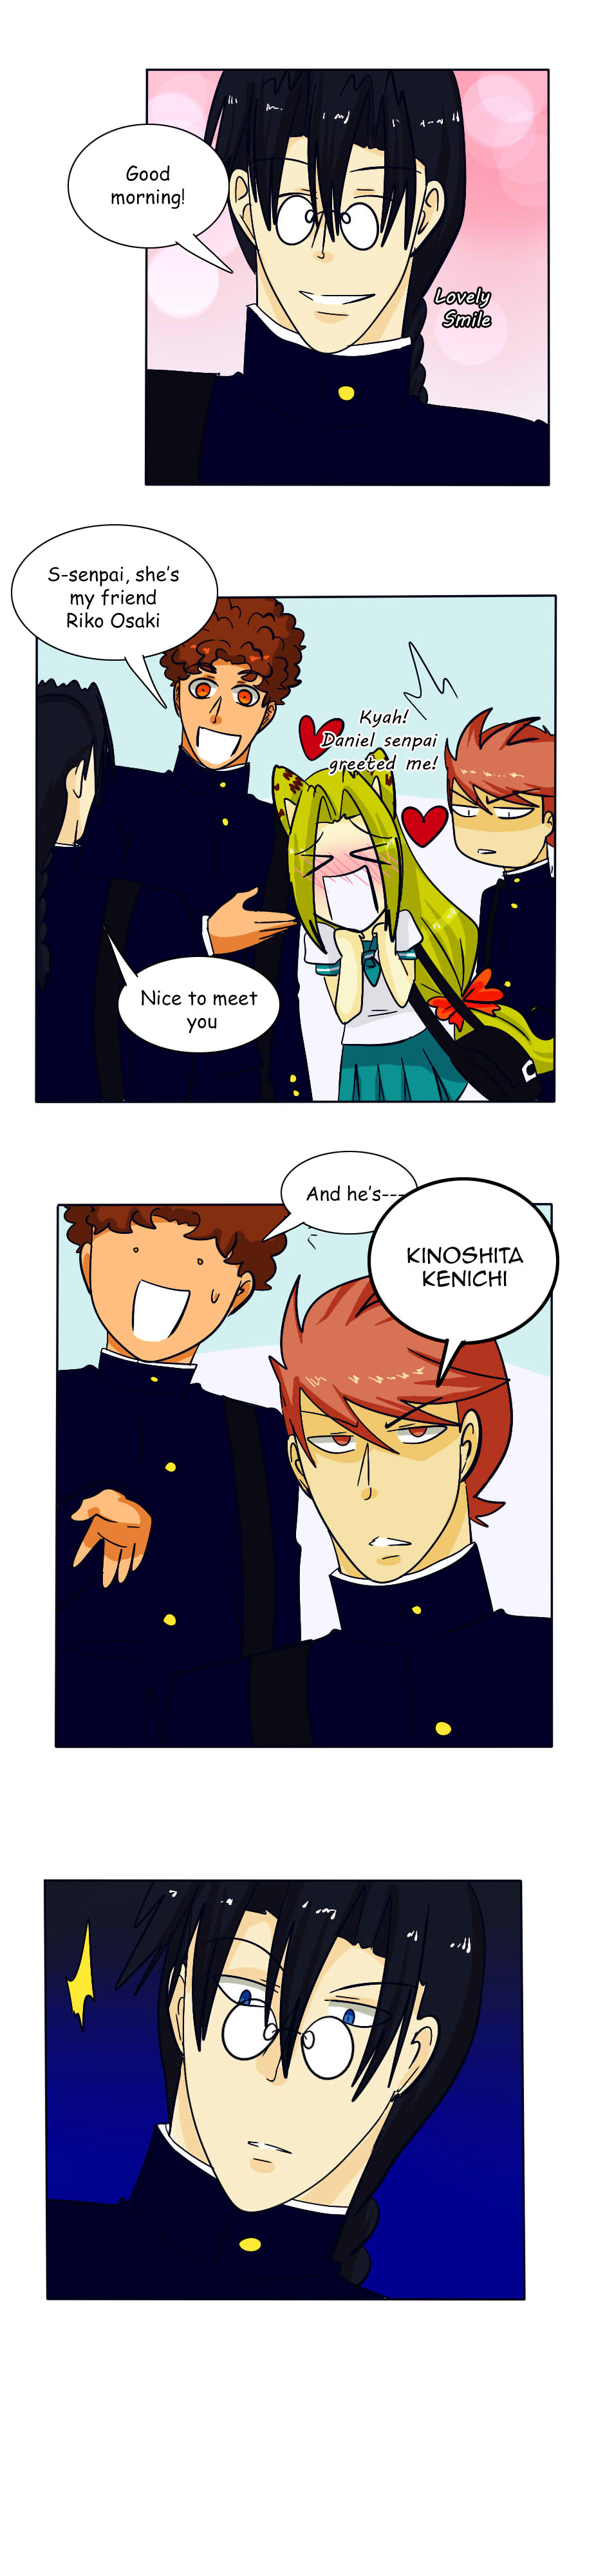 Good
morning!
Lovely
Smile
S-senpai, she's
my friend
Riko Osaki
Kyah!
Daniel senpai
greeted me!
Nice to meet
you
And he's---
KINOSHITA
KENICHI